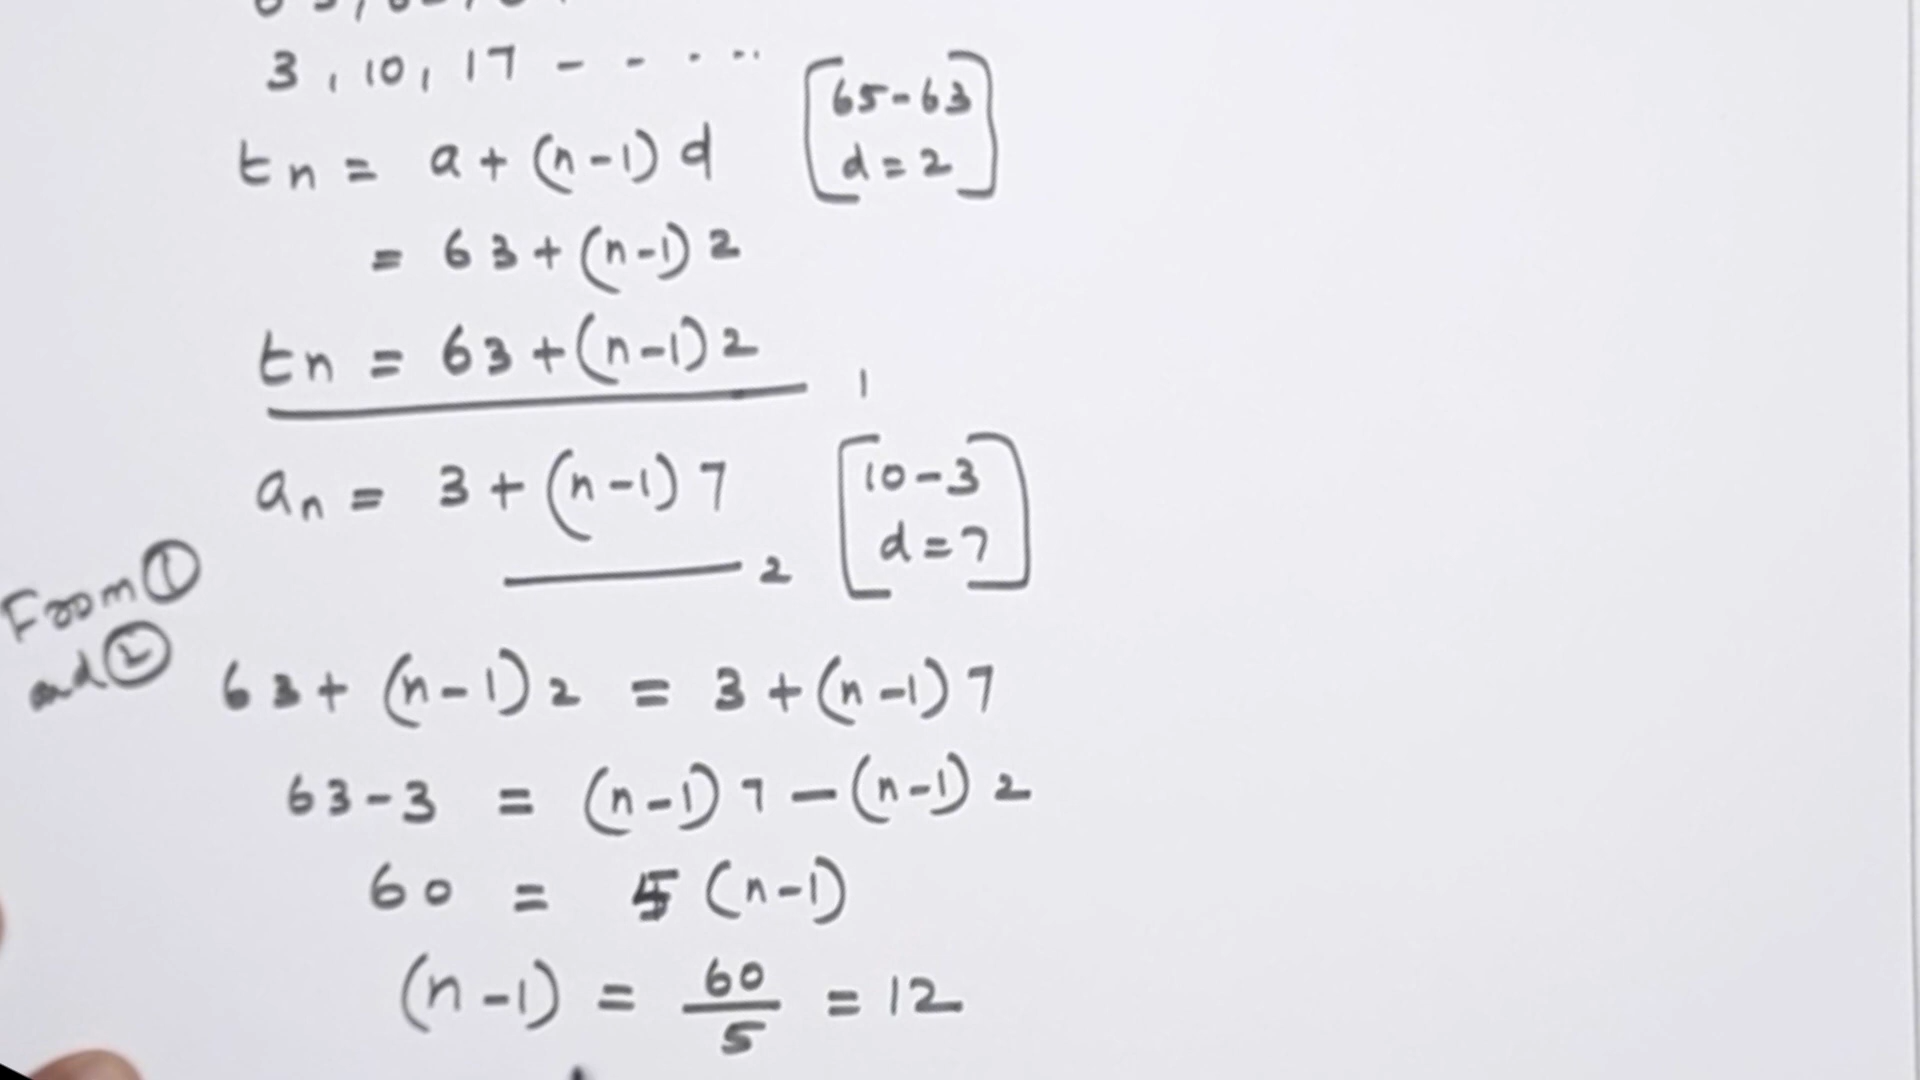 3, 10, 17 - - . . . .
[65-63
d = 2]
tn = a + (n-1) d
= 63 + (n-1) 2
tn = 63 + (n-1) 2
1
an = 3 + (n-1) 7
2
[10-3
d = 7]
From ①
and ②
63 + (n-1) 2 = 3 + (n-1) 7
63-3 = (n-1) 7 - (n-1) 2
60 = 5 (n-1)
(n-1) = 60/5 = 12